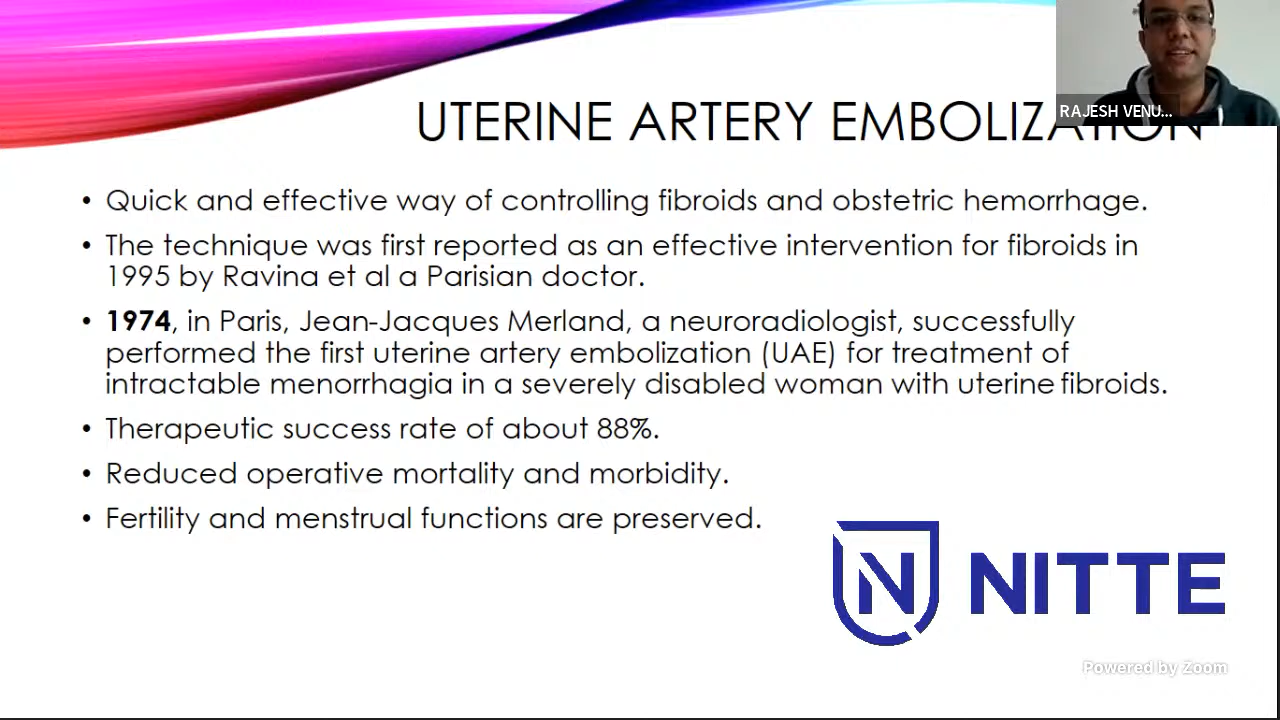 RAJESH VENU...
UTERINE ARTERY EMBOLIZATION
• Quick and effective way of controlling fibroids and obstetric hemorrhage.
• The technique was first reported as an effective intervention for fibroids in
1995 by Ravina et al a Parisian doctor.
• 1974, in Paris, Jean-Jacques Merland, a neuroradiologist, successfully
performed the first uterine artery embolization (UAE) for treatment of
intractable menorrhagia in a severely disabled woman with uterine fibroids.
• Therapeutic success rate of about 88%.
• Reduced operative mortality and morbidity.
• Fertility and menstrual functions are preserved.
N NITTE
Powered by Zoom